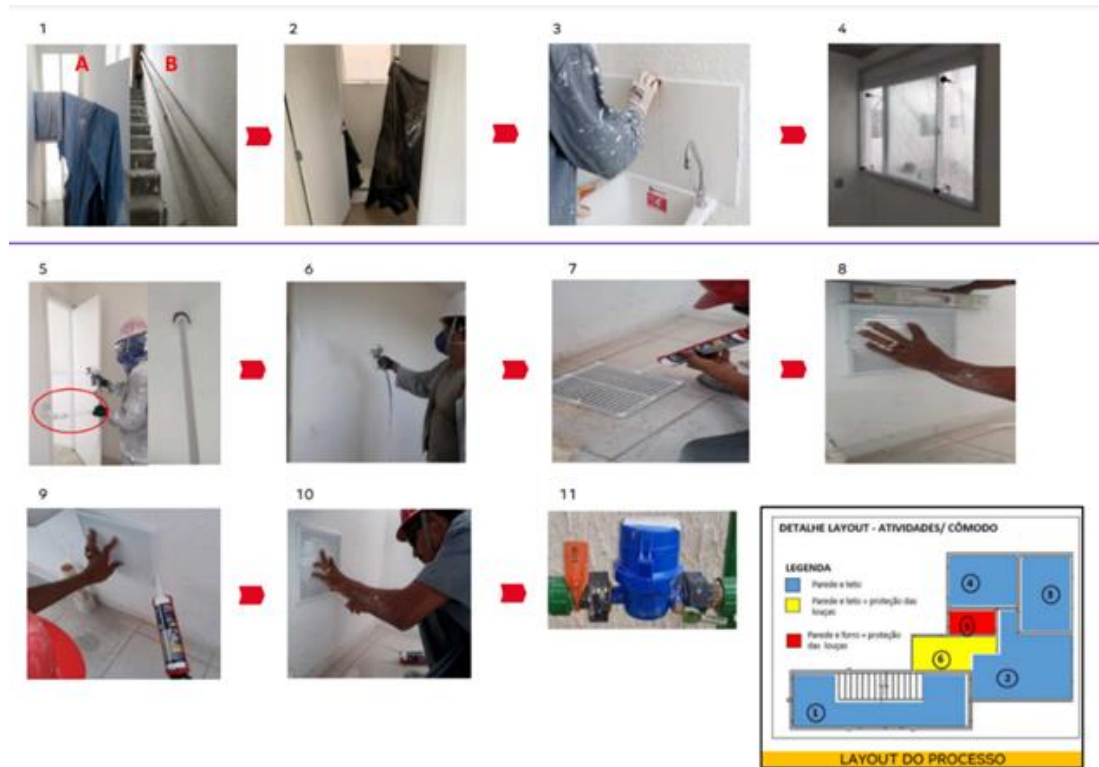 1
2
3
4
A B
5
6
7
8
9
10
11
DETALHE LAYOUT - ATIVIDADES/ CÔMODO
LEGENDA
Parede e teto
Parede e teto + proteção das
louças
Parede e forro + proteção
das louças
4
3
5
6
2
1
LAYOUT DO PROCESSO